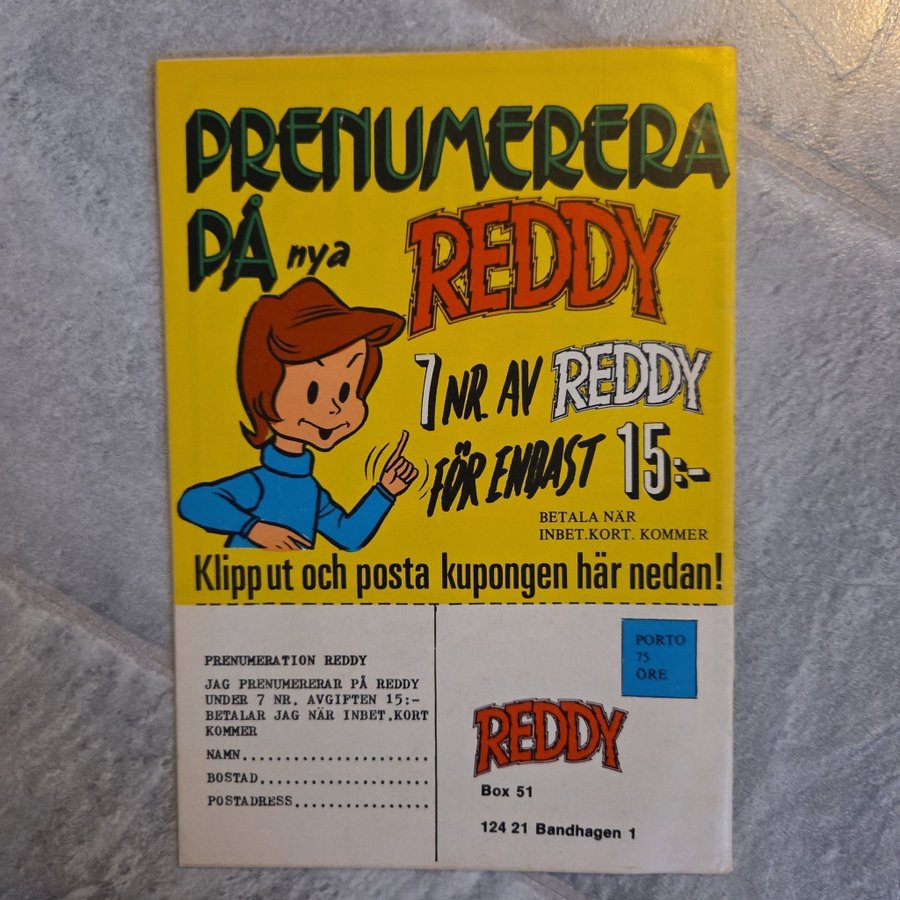 PRENUMERERA
PÅ nya REDDY
7 NR. AV REDDY
FÖR ENDAST 15:-
BETALA NÄR
INBET.KORT. KOMMER
Klipp ut och posta kupongen här nedan!
PRENUMERATION REDDY
JAG PRENUMERERAR PÅ REDDY
UNDER 7 NR. AVGIFTEN 15:-
BETALAR JAG NÄR INBET.KORT
KOMMER
NAMN........................
BOSTAD......................
POSTADRESS.................
PORTO
75
ÖRE
REDDY
Box 51
124 21 Bandhagen 1